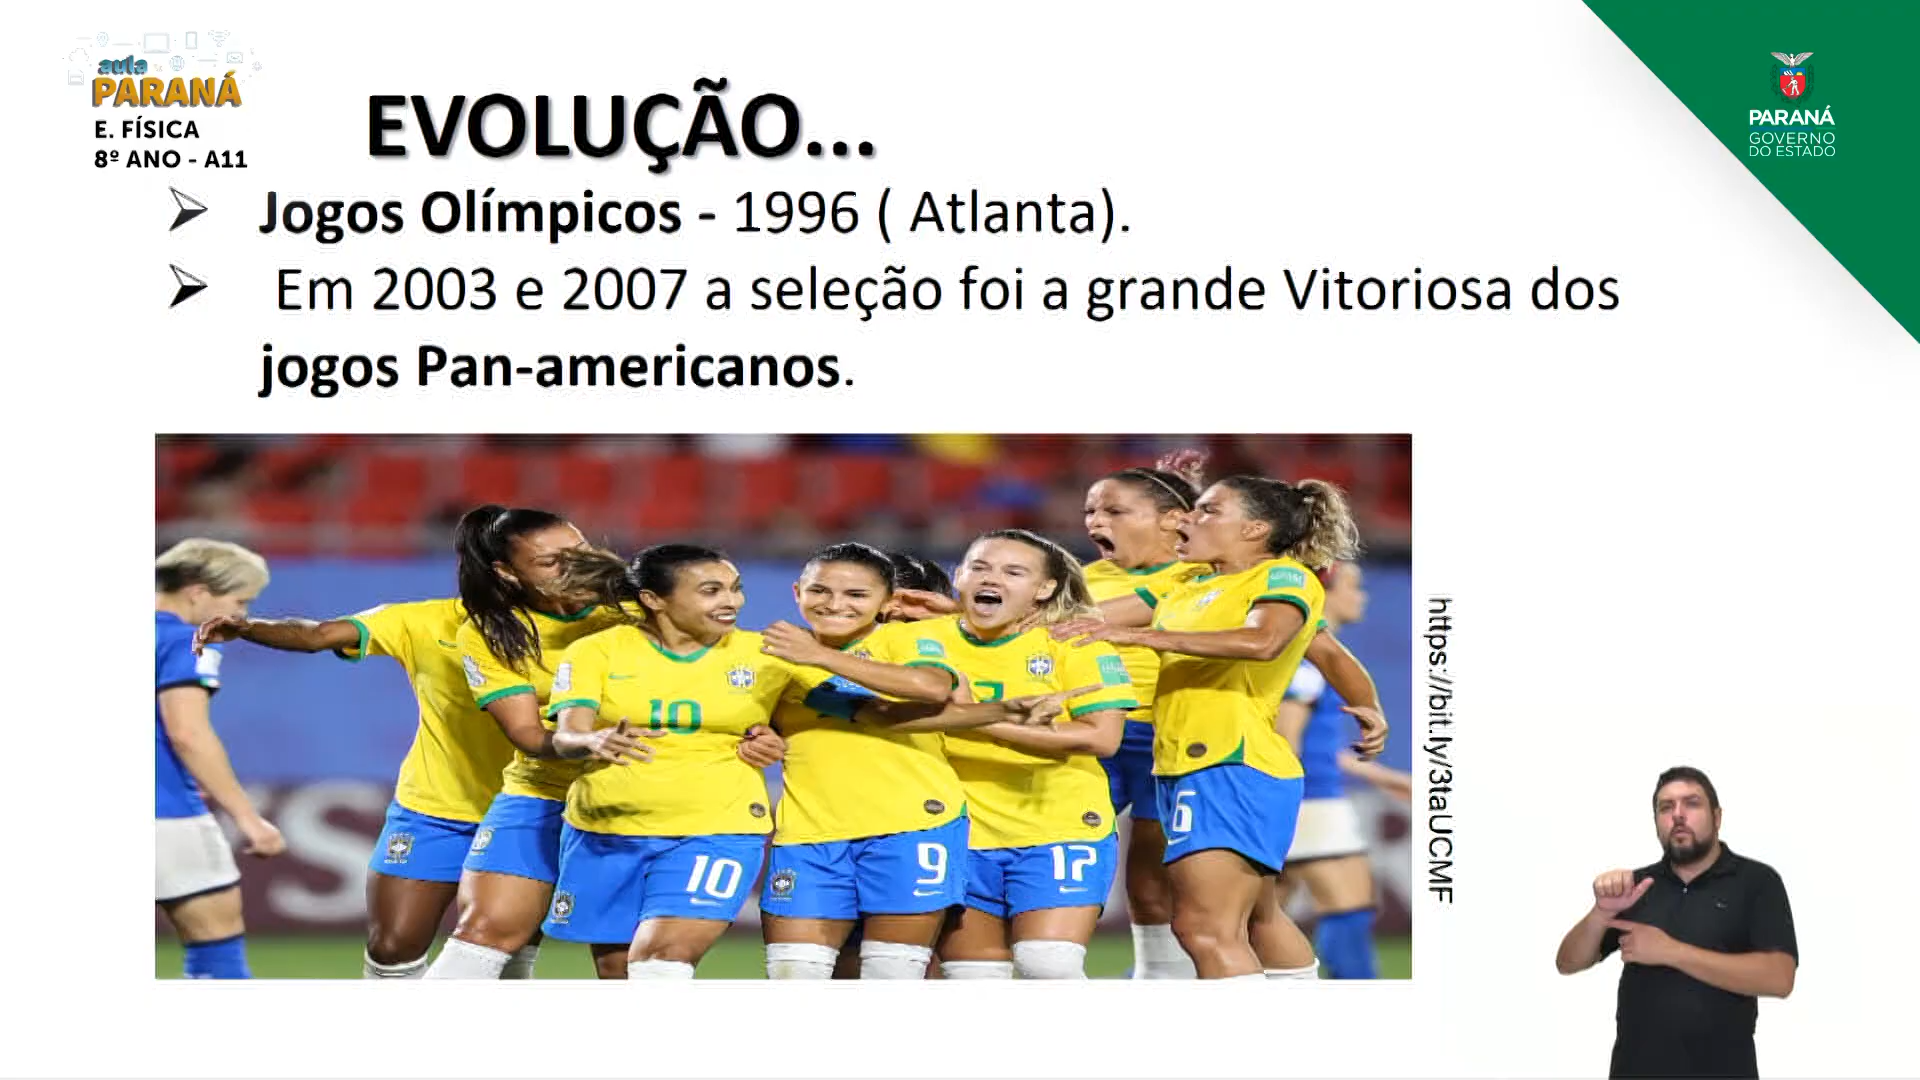 aula
PARANÁ
E. FÍSICA
8º ANO - A11
EVOLUÇÃO...
PARANÁ
GOVERNO
DO ESTADO
Jogos Olímpicos - 1996 ( Atlanta).
Em 2003 e 2007 a seleção foi a grande Vitoriosa dos
jogos Pan-americanos.
https://bit.ly/3taUCMF
10
10
9
17
6